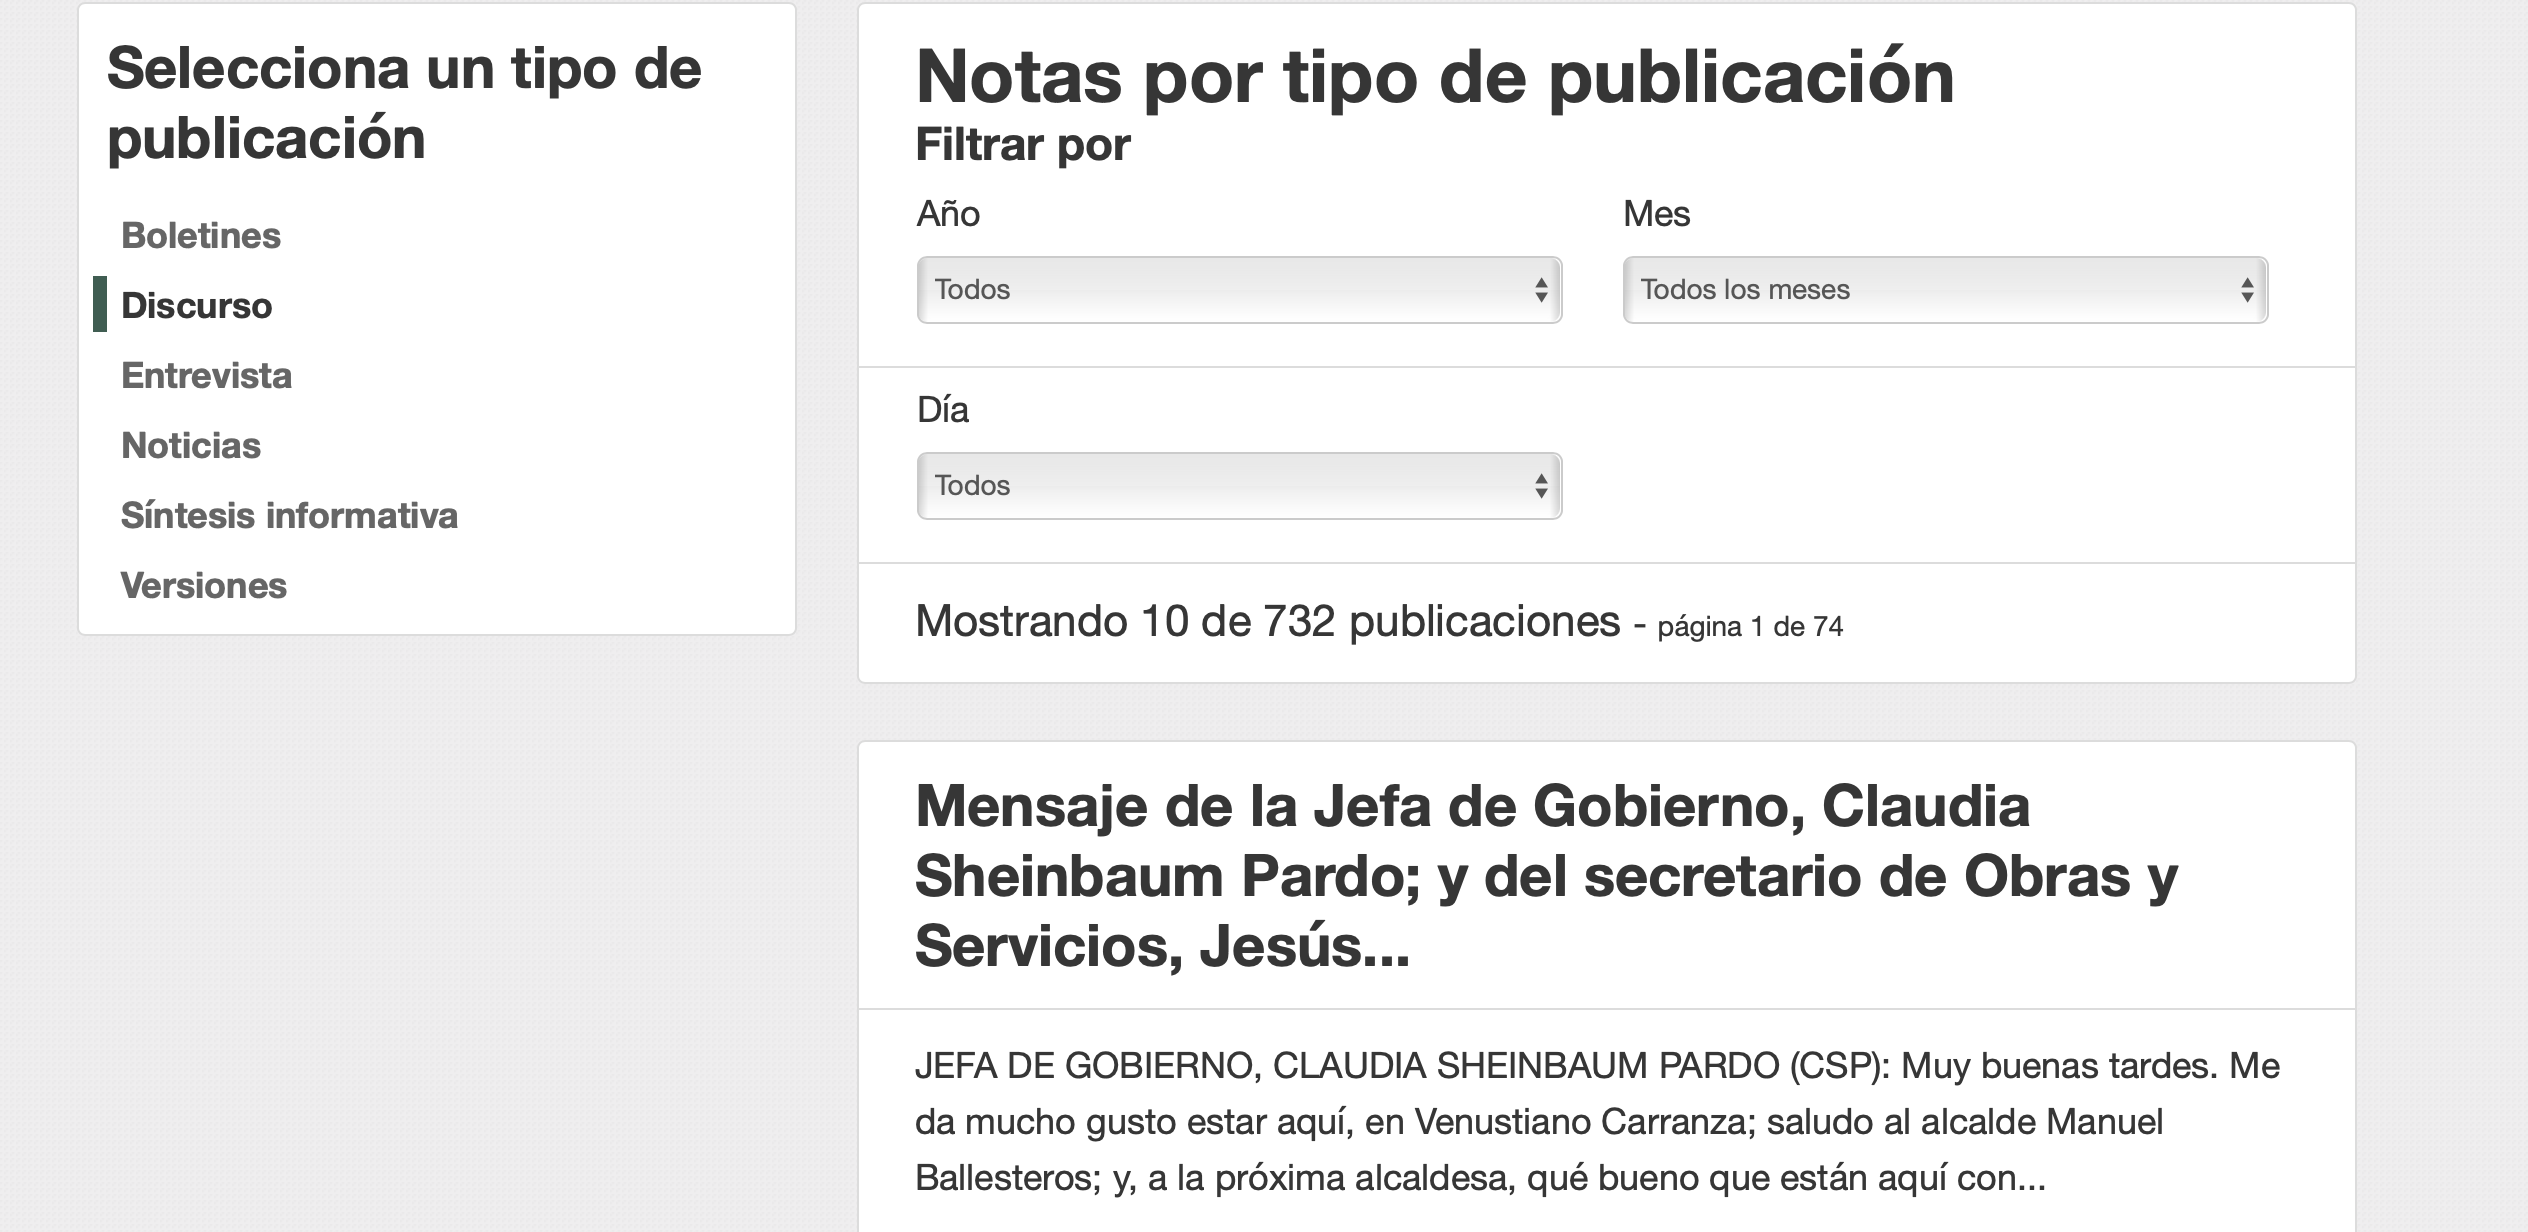 Selecciona un tipo de
publicación
Boletines
Discurso
Entrevista
Noticias
Síntesis informativa
Versiones
Notas por tipo de publicación
Filtrar por
Año
Mes
Todos
Todos los meses
Día
Todos
Mostrando 10 de 732 publicaciones - página 1 de 74
Mensaje de la Jefa de Gobierno, Claudia
Sheinbaum Pardo; y del secretario de Obras y
Servicios, Jesús...
JEFA DE GOBIERNO, CLAUDIA SHEINBAUM PARDO (CSP): Muy buenas tardes. Me
da mucho gusto estar aquí, en Venustiano Carranza; saludo al alcalde Manuel
Ballesteros; y, a la próxima alcaldesa, qué bueno que están aquí con...